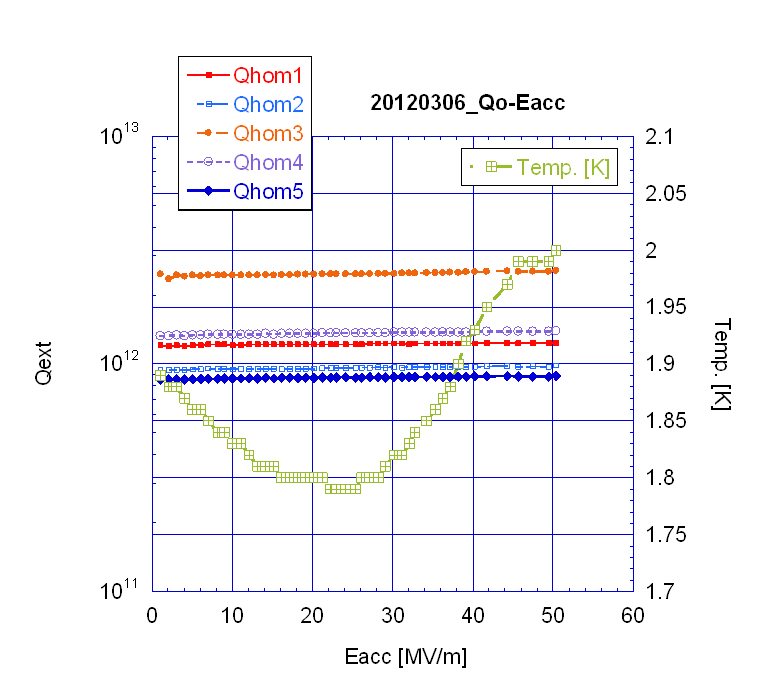 Qhom1
Qhom2
Qhom3
Qhom4
Qhom5
20120306_Qo-Eacc
Temp. [K]
10^13
10^12
10^11
Qext
2.1
2.05
2
1.95
1.9
1.85
1.8
1.75
1.7
Temp. [K]
0 10 20 30 40 50 60
Eacc [MV/m]